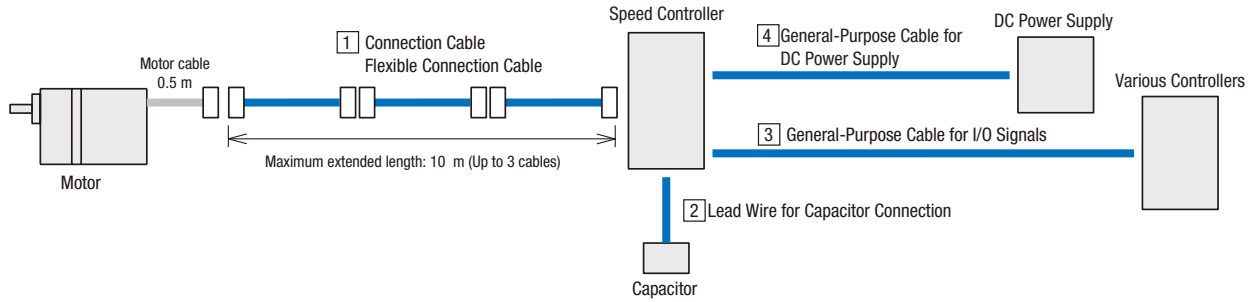 Speed Controller
DC Power Supply
1 Connection Cable
Flexible Connection Cable
4 General-Purpose Cable for
DC Power Supply
Motor cable
0.5 m
Various Controllers
3 General-Purpose Cable for I/O Signals
Maximum extended length: 10 m (Up to 3 cables)
Motor
2 Lead Wire for Capacitor Connection
Capacitor